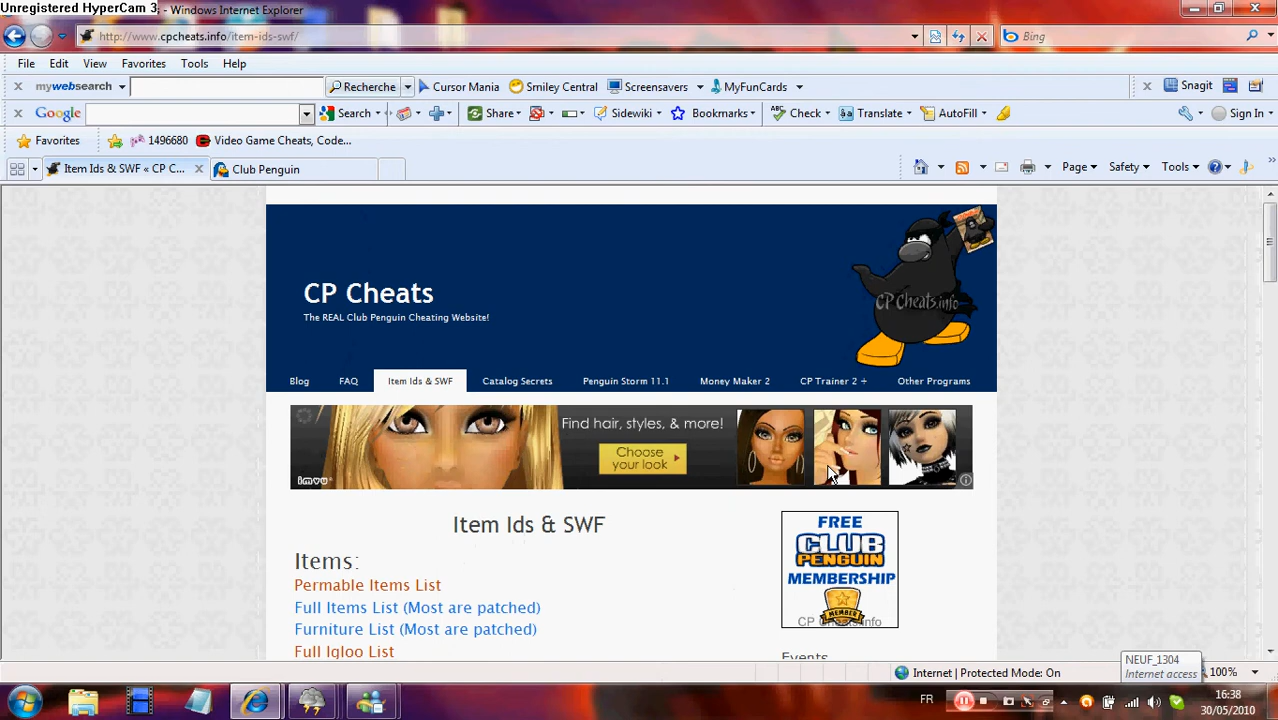 Unregistered HyperCam 3
- Windows Internet Explorer
http://www.cpcheats.info/item-ids-swf/
Bing
File Edit View Favorites Tools Help
mywebsearch Recherche Cursor Mania Smiley Central Screensavers MyFunCards Snagit
Google Search Share Sidewiki Bookmarks Check Translate AutoFill Sign In
Favorites 1496680 Video Game Cheats, Code...
Item Ids & SWF « CP C... Club Penguin Page Safety Tools
CP Cheats
The REAL Club Penguin Cheating Website!
CP Cheats.info
Blog FAQ Item Ids & SWF Catalog Secrets Penguin Storm 11.1 Money Maker 2 CP Trainer 2 + Other Programs
Find hair, styles, & more!
Choose
your look
imvu
Item Ids & SWF
Items:
Permable Items List
Full Items List (Most are patched)
Furniture List (Most are patched)
Full Igloo List
FREE
CLUB
PENGUIN
MEMBERSHIP
MEMBER
CP Cheats.info
Events
NEUF_1304
Internet access
Internet | Protected Mode: On
100%
FR
16:38
30/05/2010